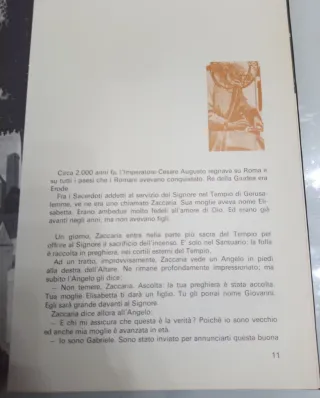 Circa 2.000 anni fa, l'Imperatore Cesare Augusto regnava su Roma e
su tutti i paesi che i Romani avevano conquistato. Re della Giudea era
Erode.
Fra i Sacerdoti addetti al servizio del Signore nel Tempio di Gerusa-
lemme, ve ne era uno chiamato Zaccaria. Sua moglie aveva nome Eli-
sabetta. Erano ambedue molto fedeli all'amore di Dio. Ed erano già
avanti negli anni, ma non avevano figli.
Un giorno, Zaccaria entra nella parte più sacra del Tempio per
offrire al Signore il sacrificio dell'incenso. E' solo nel Santuario: la folla
è raccolta in preghiera, nei cortili esterni del Tempio.
Ad un tratto, improvvisamente, Zaccaria vede un Angelo in piedi
alla destra dell'Altare. Ne rimane profondamente impressionato; ma
subito l'Angelo gli dice:
— Non temere, Zaccaria. Ascolta: la tua preghiera è stata accolta.
Tua moglie Elisabetta ti darà un figlio. Tu gli porrai nome Giovanni.
Egli sarà grande davanti al Signore.
Zaccaria dice allora all'Angelo:
— E chi mi assicura che questa è la verità? Poiché io sono vecchio
ed anche mia moglie è avanzata in età.
— Io sono Gabriele. Sono stato inviato per annunciarti questa buona
11